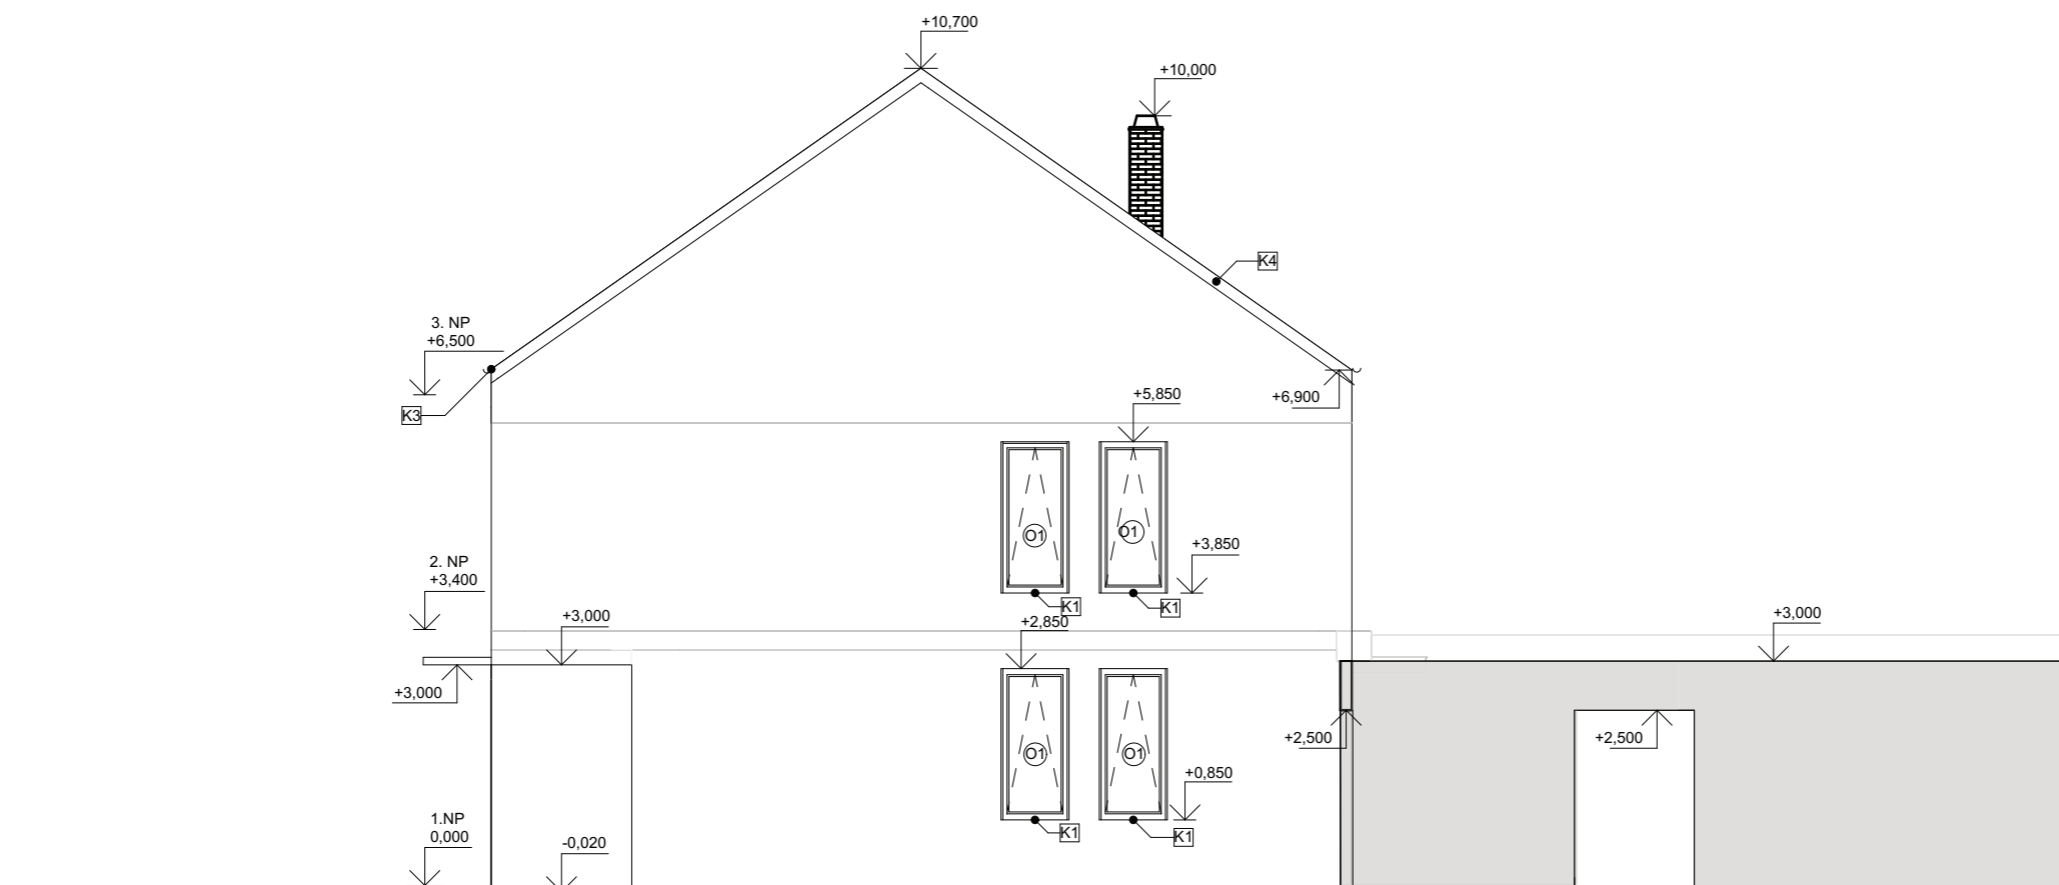 +10,700
+10,000
K4
3. NP
+6,500
K3
+5,850
+6,900
O1
O1
+3,850
2. NP
+3,400
K1
K1
+3,000
+2,850
+3,000
+3,000
+2,500
+2,500
O1
O1
+0,850
1.NP
0,000
K1
K1
-0,020